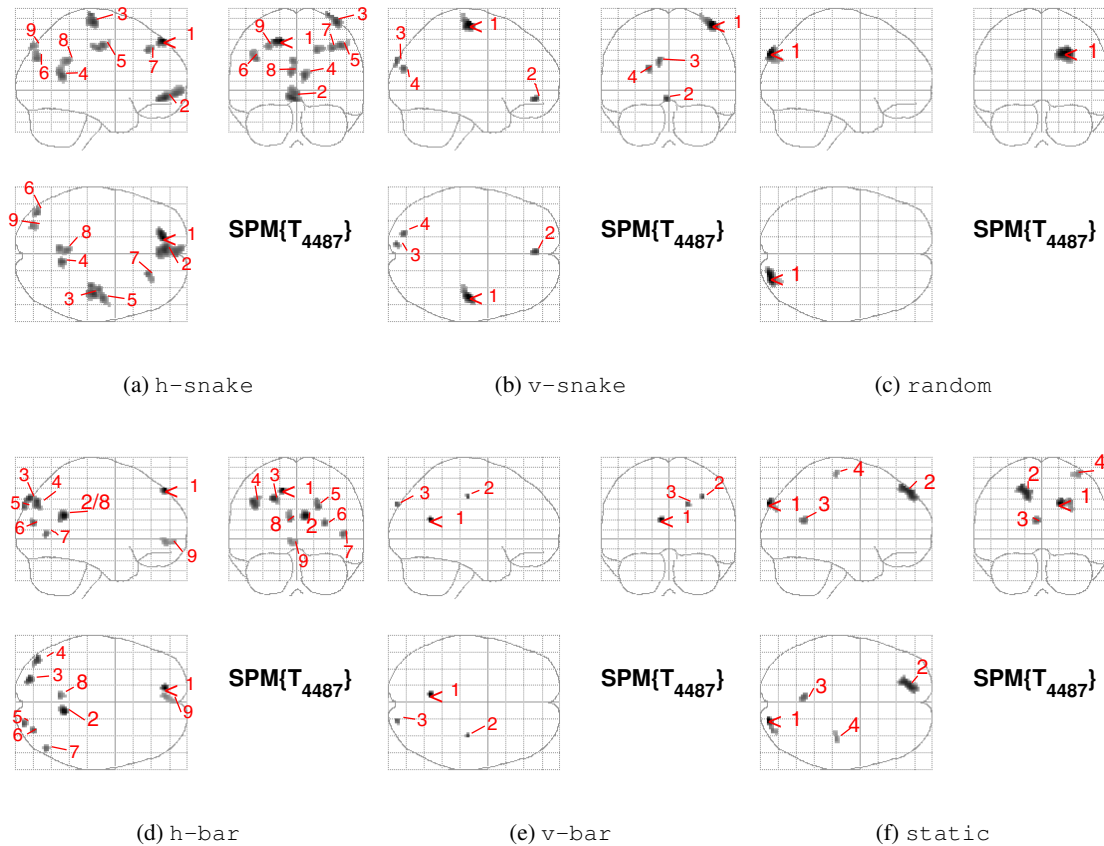 9 8 3 1 6 4 5 7 2
9 1 7 3 6 8 4 5 2
3 4 1 2
3 4 2 1
1
1
6 9 8 4 3 5 7 1 2
SPM{T4487}
4 3 1 2
SPM{T4487}
1
SPM{T4487}
(a) h-snake
(b) v-snake
(c) random
3 4 5 6 7 2/8 1 9
4 3 1 5 8 2 6 9 7
3 1 2
3 2 1
1 3 4 2
2 1 3 4
4 3 8 2 5 6 7 1 9
SPM{T4487}
1 3 2
SPM{T4487}
3 1 4 2
SPM{T4487}
(d) h-bar
(e) v-bar
(f) static